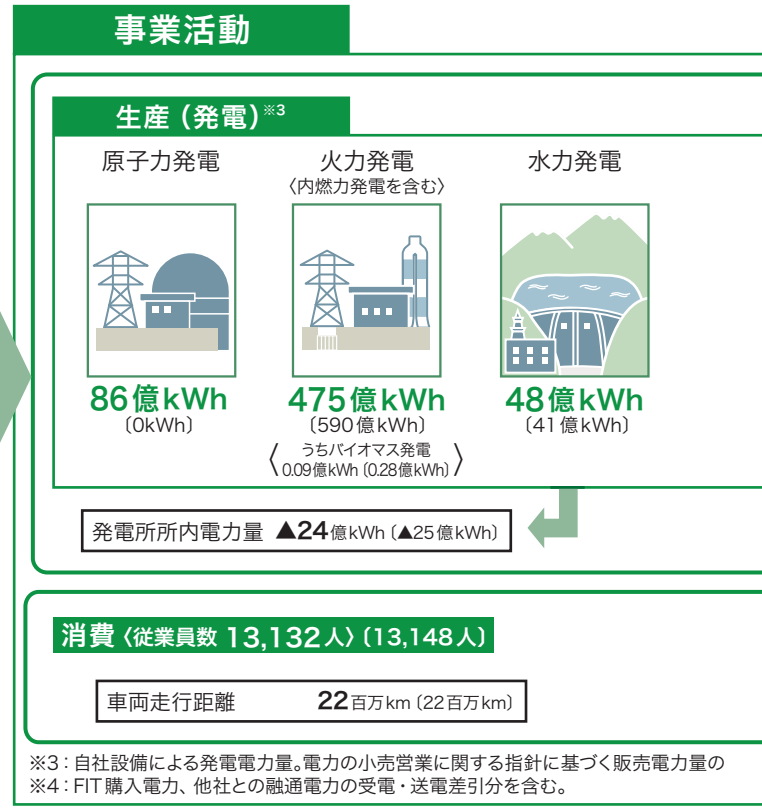 事業活動
生産（発電）※3
原子力発電
86億kWh
〔0kWh〕
火力発電
〈内燃力発電を含む〉
475億kWh
〔590億kWh〕
〈うちバイオマス発電
0.09億kWh〔0.28億kWh〕〉
水力発電
48億kWh
〔41億kWh〕
発電所所内電力量 ▲24億kWh〔▲25億kWh〕
消費〈従業員数 13,132人〉〔13,148人〕
車両走行距離 22百万km〔22百万km〕
※3：自社設備による発電電力量。電力の小売営業に関する指針に基づく販売電力量の
※4：FIT購入電力、他社との融通電力の受電・送電差引分を含む。